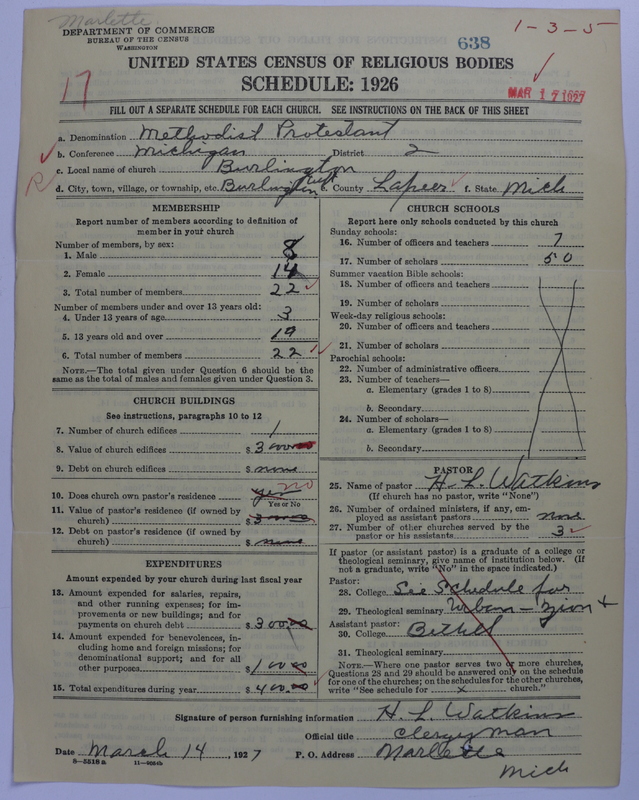 Marlette
DEPARTMENT OF COMMERCE
BUREAU OF THE CENSUS
WASHINGTON
638
1-3-5
UNITED STATES CENSUS OF RELIGIOUS BODIES
SCHEDULE: 1926
17
MAR 17 1927
FILL OUT A SEPARATE SCHEDULE FOR EACH CHURCH. SEE INSTRUCTIONS ON THE BACK OF THIS SHEET
a. Denomination Methodist Protestant
b. Conference Michigan District 2
c. Local name of church Burlington
R d. City, town, village, or township, etc. Burlington e. County Lapeer f. State Mich
MEMBERSHIP
Report number of members according to definition of
member in your church
Number of members, by sex:
1. Male 8
2. Female 14
3. Total number of members 22
Number of members under and over 13 years old:
4. Under 13 years of age 3
5. 13 years old and over 19
6. Total number of members 22
NOTE.—The total given under Question 6 should be the
same as the total of males and females given under Question 3.
CHURCH BUILDINGS
See instructions, paragraphs 10 to 12
7. Number of church edifices 1
8. Value of church edifices $ 3000
9. Debt on church edifices $ none
10. Does church own pastor's residence yes no
Yes or No
11. Value of pastor's residence (if owned by
church) $
12. Debt on pastor's residence (if owned by
church) $ none
EXPENDITURES
Amount expended by your church during last fiscal year
13. Amount expended for salaries, repairs,
and other running expenses; for im-
provements or new buildings; and for
payments on church debt $ 300.00
14. Amount expended for benevolences, in-
cluding home and foreign missions; for
denominational support; and for all
other purposes $ 100.00
15. Total expenditures during year $ 400.00
CHURCH SCHOOLS
Report here only schools conducted by this church
Sunday schools:
16. Number of officers and teachers 7
17. Number of scholars 50
Summer vacation Bible schools:
18. Number of officers and teachers
19. Number of scholars
Week-day religious schools:
20. Number of officers and teachers
21. Number of scholars
Parochial schools:
22. Number of administrative officers
23. Number of teachers—
a. Elementary (grades 1 to 8)
b. Secondary
24. Number of scholars—
a. Elementary (grades 1 to 8)
b. Secondary
PASTOR
25. Name of pastor H. L. Watkins
(If church has no pastor, write "None")
26. Number of ordained ministers, if any, em-
ployed as assistant pastors none
27. Number of other churches served by the
pastor or his assistants 3
If pastor (or assistant pastor) is a graduate of a college or
theological seminary, give name of institution below. (If
not a graduate, write "No" in the space indicated.)
Pastor:
28. College See Schedule for
29. Theological seminary Urban - Zion +
Assistant pastor:
30. College Bethel
31. Theological seminary
NOTE.—Where one pastor serves two or more churches,
Questions 28 and 29 should be answered only on the schedule
for one of the churches; on the schedules for the other churches,
write "See schedule for x church."
Signature of person furnishing information H. L. Watkins
Official title Clergyman
Date March 14, 1927 P. O. Address Marlette
Mich
8-5518 a